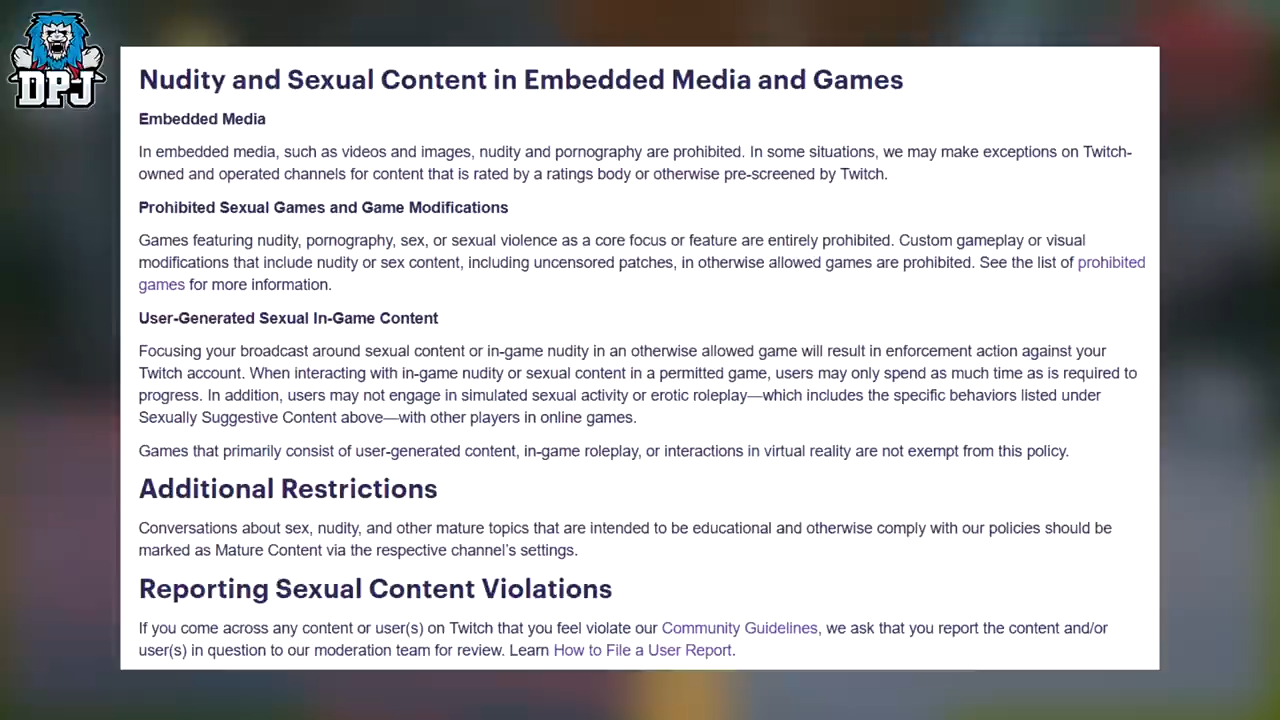 DPJ
Nudity and Sexual Content in Embedded Media and Games
Embedded Media
In embedded media, such as videos and images, nudity and pornography are prohibited. In some situations, we may make exceptions on Twitch-
owned and operated channels for content that is rated by a ratings body or otherwise pre-screened by Twitch.
Prohibited Sexual Games and Game Modifications
Games featuring nudity, pornography, sex, or sexual violence as a core focus or feature are entirely prohibited. Custom gameplay or visual
modifications that include nudity or sex content, including uncensored patches, in otherwise allowed games are prohibited. See the list of prohibited
games for more information.
User-Generated Sexual In-Game Content
Focusing your broadcast around sexual content or in-game nudity in an otherwise allowed game will result in enforcement action against your
Twitch account. When interacting with in-game nudity or sexual content in a permitted game, users may only spend as much time as is required to
progress. In addition, users may not engage in simulated sexual activity or erotic roleplay—which includes the specific behaviors listed under
Sexually Suggestive Content above—with other players in online games.
Games that primarily consist of user-generated content, in-game roleplay, or interactions in virtual reality are not exempt from this policy.
Additional Restrictions
Conversations about sex, nudity, and other mature topics that are intended to be educational and otherwise comply with our policies should be
marked as Mature Content via the respective channel's settings.
Reporting Sexual Content Violations
If you come across any content or user(s) on Twitch that you feel violate our Community Guidelines, we ask that you report the content and/or
user(s) in question to our moderation team for review. Learn How to File a User Report.